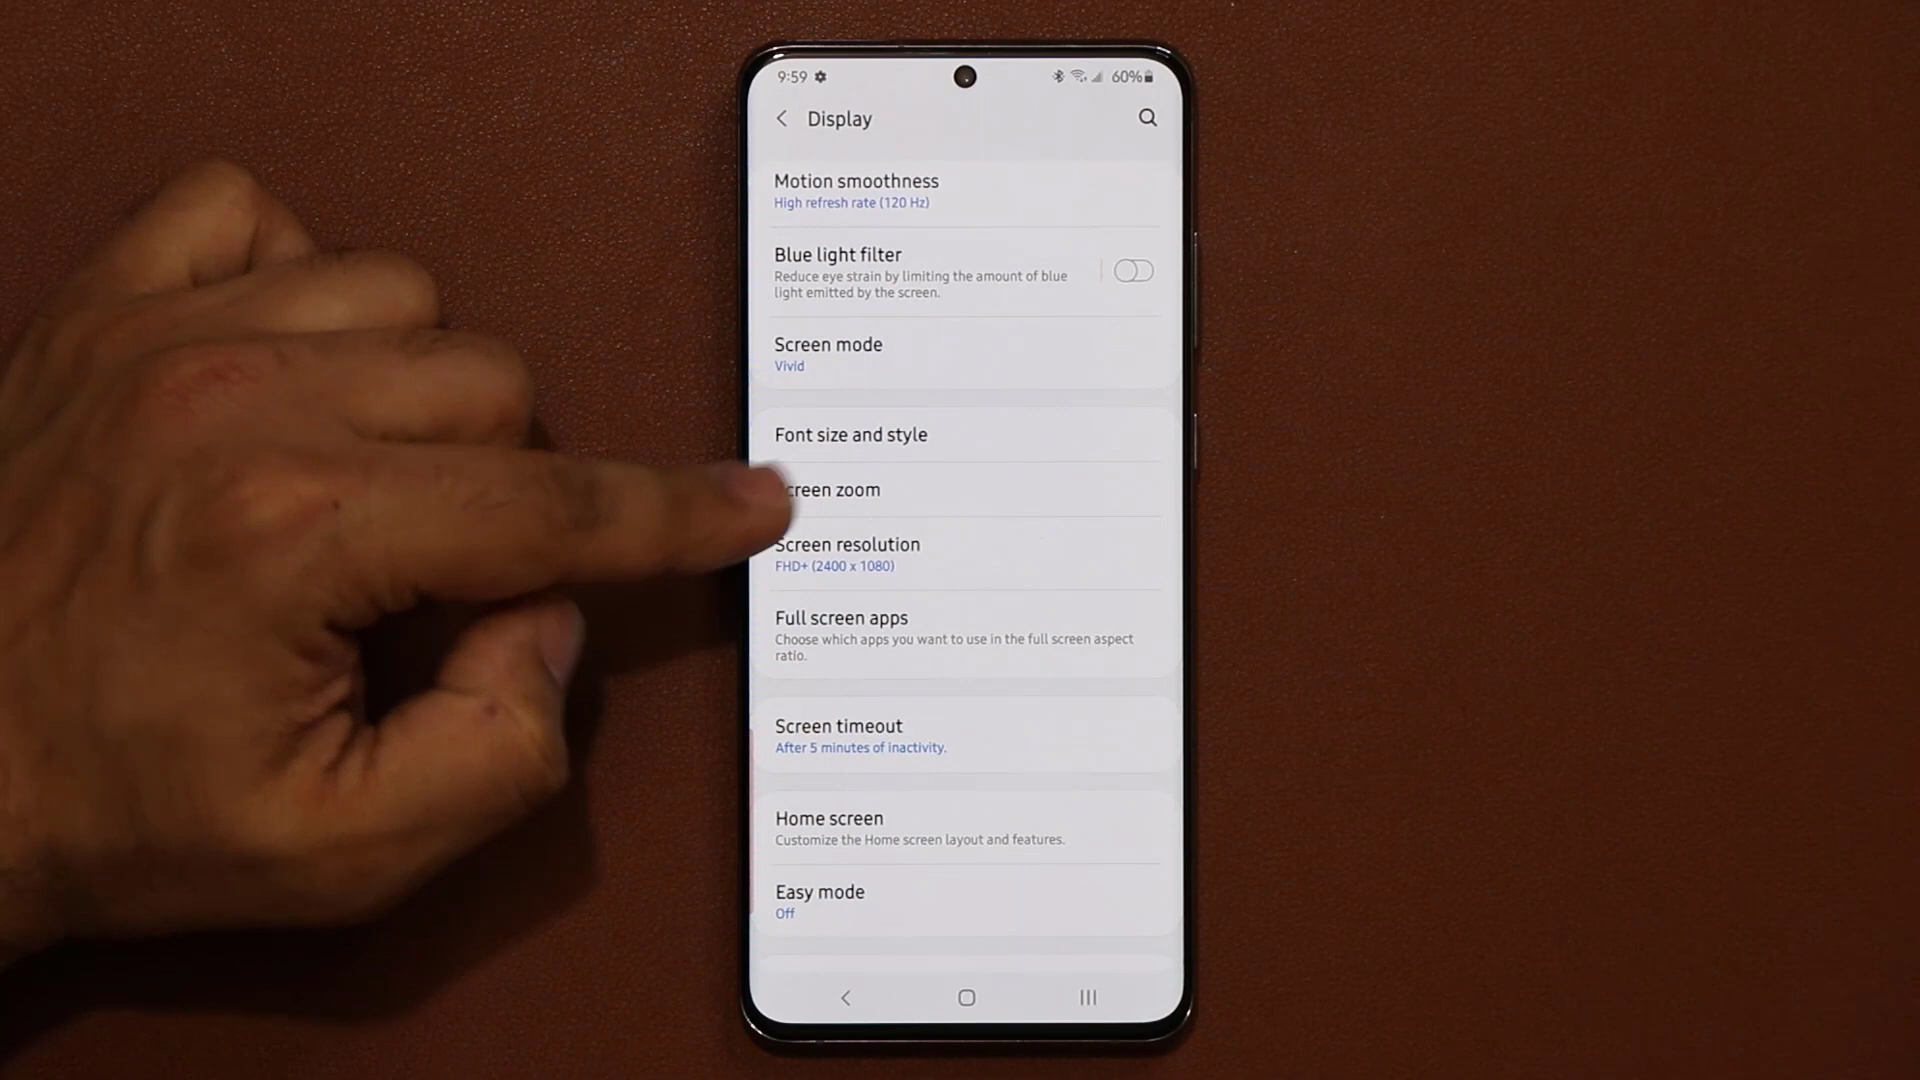 9:59
60%
Display
Motion smoothness
High refresh rate (120 Hz)
Blue light filter
Reduce eye strain by limiting the amount of blue
light emitted by the screen.
Screen mode
Vivid
Font size and style
creen zoom
Screen resolution
FHD+ (2400 x 1080)
Full screen apps
Choose which apps you want to use in the full screen aspect
ratio.
Screen timeout
After 5 minutes of inactivity.
Home screen
Customize the Home screen layout and features.
Easy mode
Off